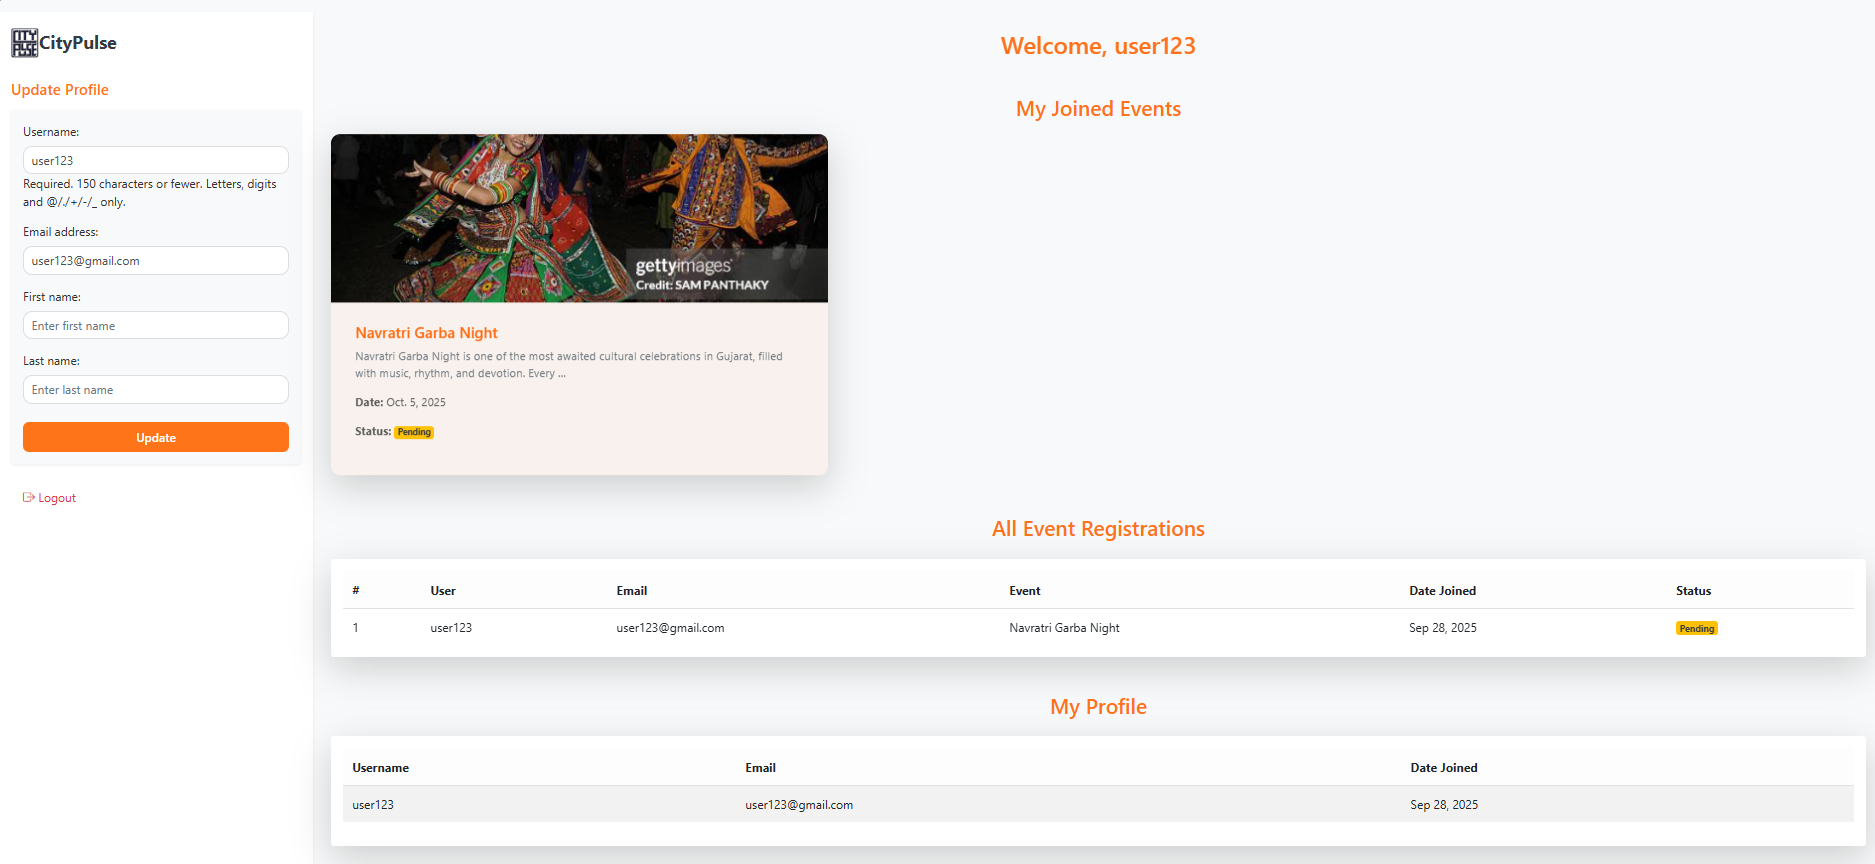 CITY
PULSE
CityPulse
Update Profile
Username:
user123
Required. 150 characters or fewer. Letters, digits
and @/./+/-/_ only.
Email address:
user123@gmail.com
First name:
Enter first name
Last name:
Enter last name
Update
Logout
Welcome, user123
My Joined Events
gettyimages®
Credit: SAM PANTHAKY
Navratri Garba Night
Navratri Garba Night is one of the most awaited cultural celebrations in Gujarat, filled
with music, rhythm, and devotion. Every ...
Date: Oct. 5, 2025
Status: Pending
All Event Registrations
# User Email Event Date Joined Status
1 user123 user123@gmail.com Navratri Garba Night Sep 28, 2025 Pending
My Profile
Username Email Date Joined
user123 user123@gmail.com Sep 28, 2025